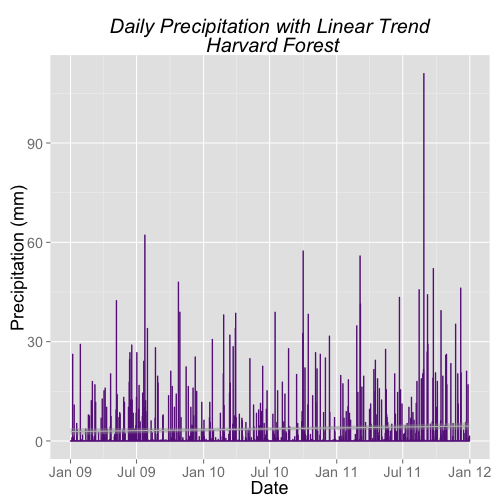 Daily Precipitation with Linear Trend
Harvard Forest
Precipitation (mm)
90
60
30
0
Jan 09 Jul 09 Jan 10 Jul 10 Jan 11 Jul 11 Jan 12
Date